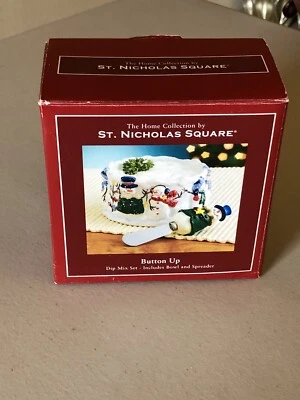 The Home Collection by
ST. NICHOLAS SQUARE®
The Home Collection by
ST. NICHOLAS SQUARE®
Button Up
Dip Mix Set - Includes Bowl and Spreader